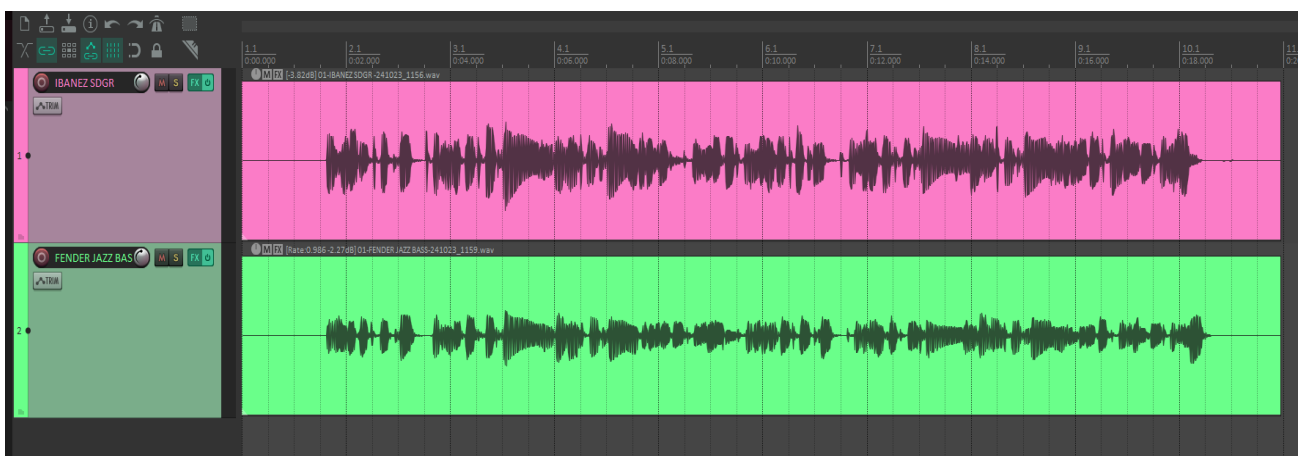 1.1 2.1 3.1 4.1 5.1 6.1 7.1 8.1 9.1 10.1 11
0:00.000 0:02.000 0:04.000 0:06.000 0:08.000 0:10.000 0:12.000 0:14.000 0:16.000 0:18.000 0:2
IBANEZ SDGR M S FX
M FX [-3.82dB] 01-IBANEZ SDGR -241023_1156.wav
TRIM
1
FENDER JAZZ BAS M S FX
M FX [Rate:0.986 -2.27dB] 01-FENDER JAZZ BASS-241023_1159.wav
TRIM
2